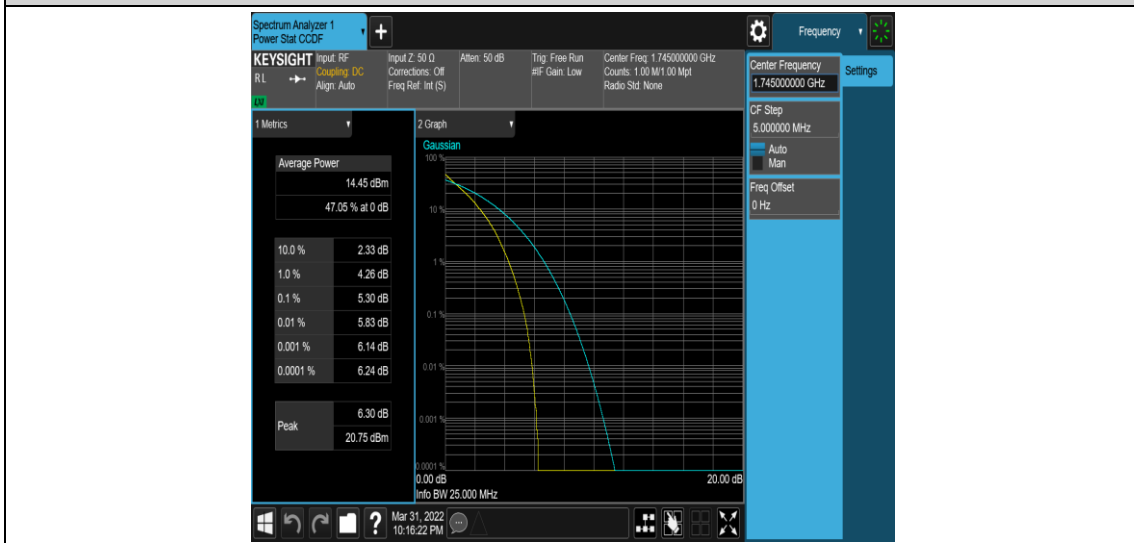 Spectrum Analyzer 1
Power Stat CCDF
+
Frequency
KEYSIGHT
RL
LXI
Input: RF
Coupling: DC
Align: Auto
Input Z: 50 Ω
Corrections: Off
Freq Ref: Int (S)
Atten: 50 dB
Trig: Free Run
#IF Gain: Low
Center Freq: 1.745000000 GHz
Counts: 1.00 M/1.00 Mpt
Radio Std: None
Center Frequency
1.745000000 GHz
Settings
CF Step
5.000000 MHz
Auto
Man
Freq Offset
0 Hz
1 Metrics
Average Power
14.45 dBm
47.05 % at 0 dB
10.0 % 2.33 dB
1.0 % 4.26 dB
0.1 % 5.30 dB
0.01 % 5.83 dB
0.001 % 6.14 dB
0.0001 % 6.24 dB
Peak
6.30 dB
20.75 dBm
2 Graph
Gaussian
100 %
10 %
1 %
0.1 %
0.01 %
0.001 %
0.0001 %
0.00 dB 20.00 dB
Info BW 25.000 MHz
?
Mar 31, 2022
10:16:22 PM